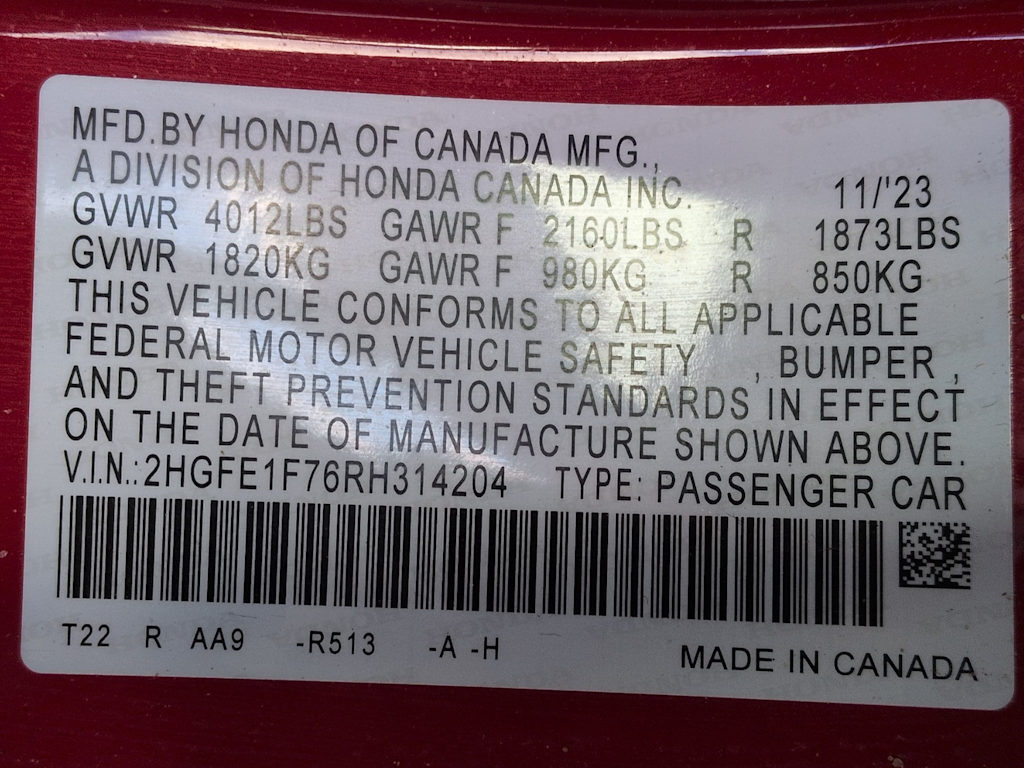 MFD.BY HONDA OF CANADA MFG.,
A DIVISION OF HONDA CANADA INC. 11/'23
GVWR 4012LBS GAWR F 2160LBS R 1873LBS
GVWR 1820KG GAWR F 980KG R 850KG
THIS VEHICLE CONFORMS TO ALL APPLICABLE
FEDERAL MOTOR VEHICLE SAFETY , BUMPER ,
AND THEFT PREVENTION STANDARDS IN EFFECT
ON THE DATE OF MANUFACTURE SHOWN ABOVE.
V.I.N.:2HGFE1F76RH314204 TYPE: PASSENGER CAR
T22 R AA9 -R513 -A -H MADE IN CANADA